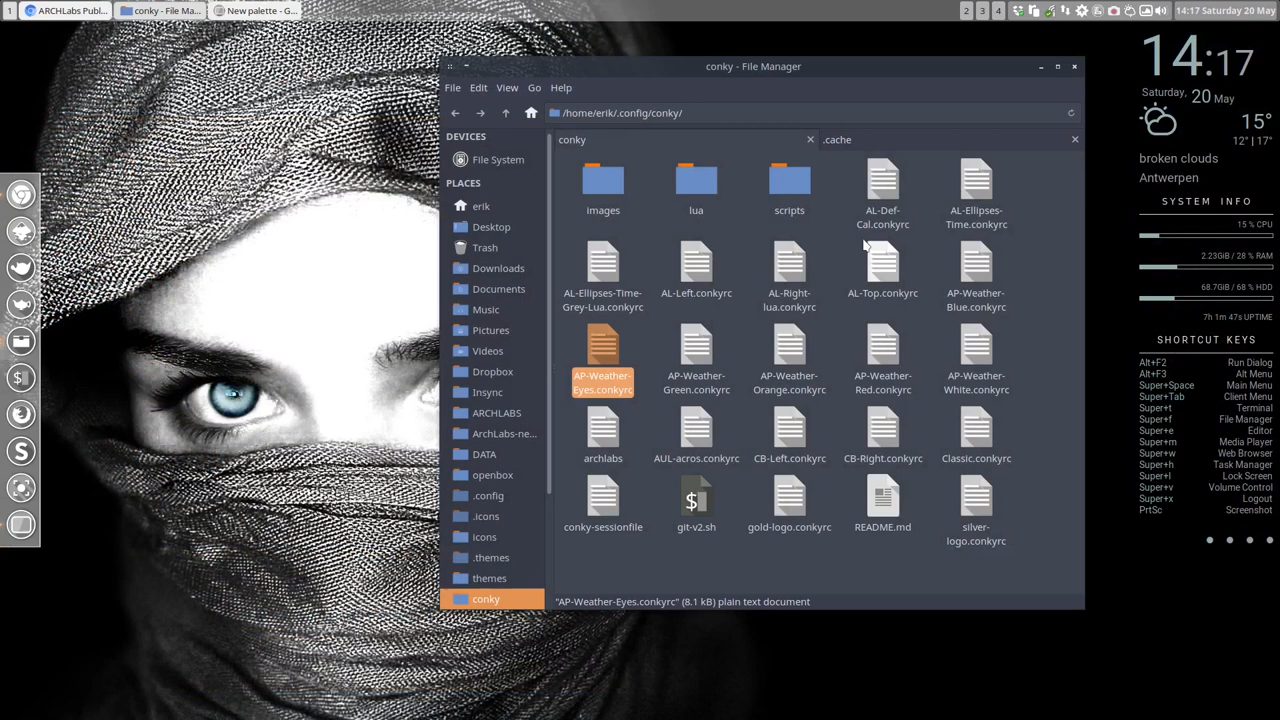 1
ARCHLabs Publ...
conky - File Ma...
New palette - G...
2
3
4
14:17 Saturday 20 May
conky - File Manager
File Edit View Go Help
/home/erik/.config/conky/
DEVICES
File System
PLACES
erik
Desktop
Trash
Downloads
Documents
Music
Pictures
Videos
Dropbox
Insync
ARCHLABS
ArchLabs-ne...
DATA
openbox
.config
.icons
icons
.themes
themes
conky
conky
.cache
images
lua
scripts
AL-Def-
Cal.conkyrc
AL-Ellipses-
Time.conkyrc
AL-Ellipses-Time-
Grey-Lua.conkyrc
AL-Left.conkyrc
AL-Right-
lua.conkyrc
AL-Top.conkyrc
AP-Weather-
Blue.conkyrc
AP-Weather-
Eyes.conkyrc
AP-Weather-
Green.conkyrc
AP-Weather-
Orange.conkyrc
AP-Weather-
Red.conkyrc
AP-Weather-
White.conkyrc
archlabs
AUL-acros.conkyrc
CB-Left.conkyrc
CB-Right.conkyrc
Classic.conkyrc
conky-sessionfile
$
git-v2.sh
gold-logo.conkyrc
README.md
silver-
logo.conkyrc
"AP-Weather-Eyes.conkyrc" (8.1 kB) plain text document
14:17
Saturday, 20 May
15°
12° | 17°
broken clouds
Antwerpen
SYSTEM INFO
15 % CPU
2.23GiB / 28 % RAM
68.7GiB / 68 % HDD
7h 1m 47s UPTIME
SHORTCUT KEYS
Alt+F2 Run Dialog
Alt+F3 Alt Menu
Super+Space Main Menu
Super+Tab Client Menu
Super+t Terminal
Super+f File Manager
Super+e Editor
Super+m Media Player
Super+w Web Browser
Super+h Task Manager
Super+l Lock Screen
Super+v Volume Control
Super+x Logout
PrtSc Screenshot
$
S